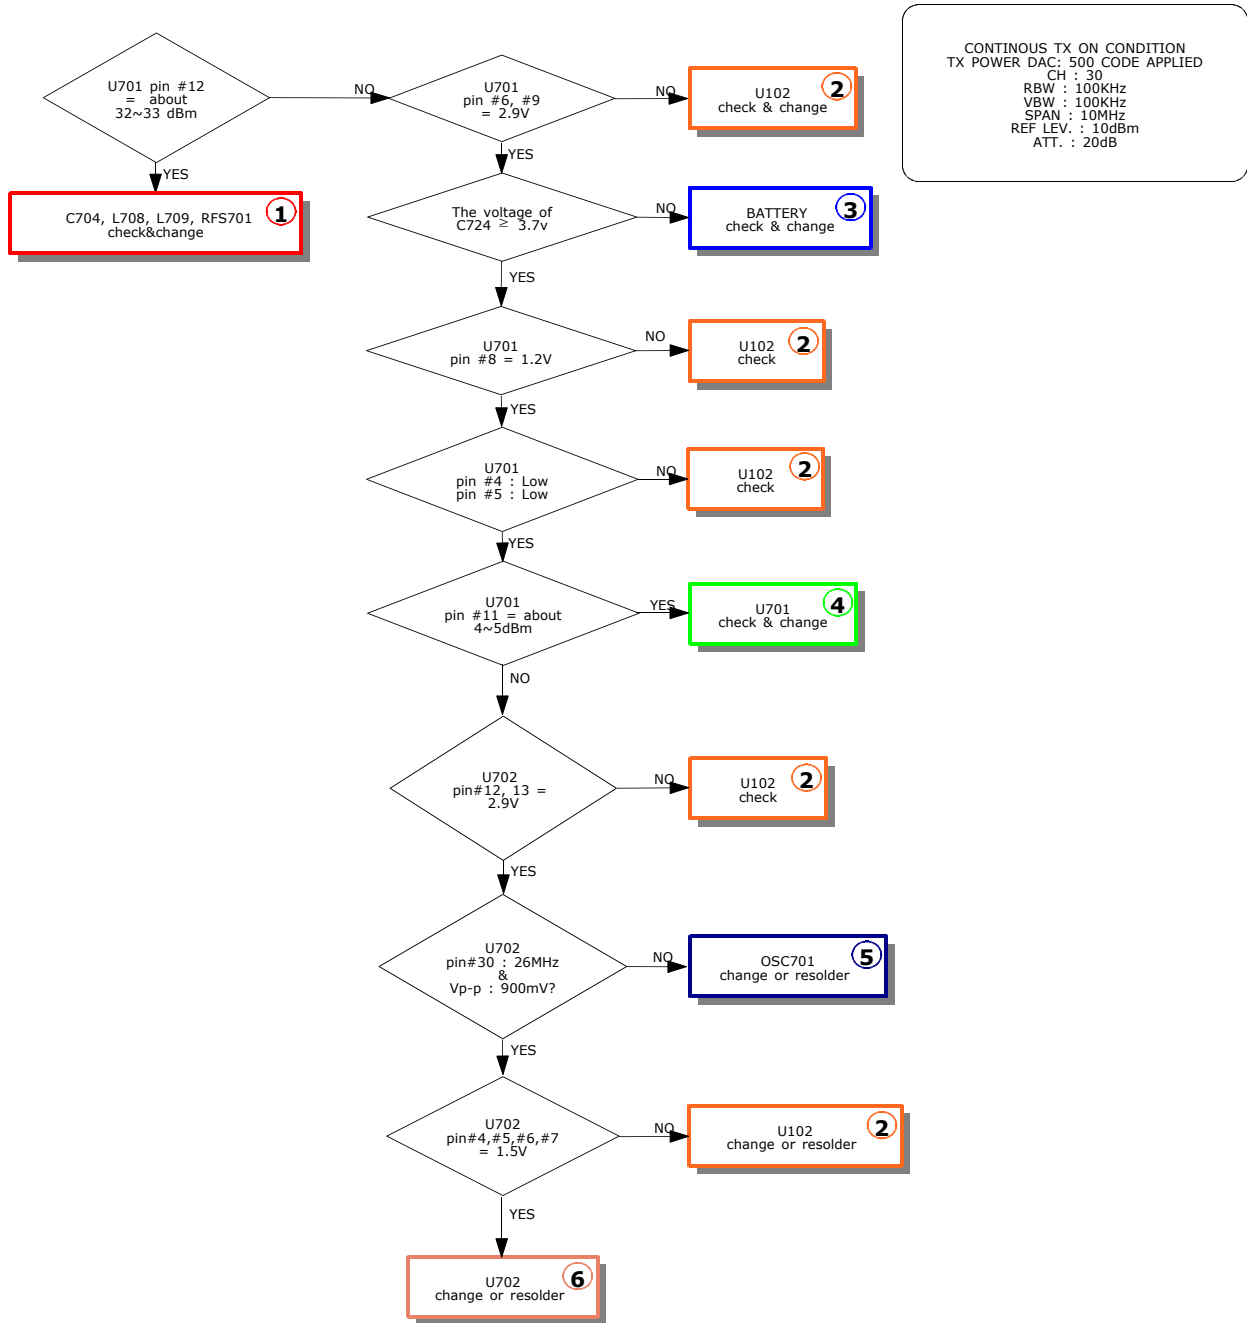 CONTINOUS TX ON CONDITION
TX POWER DAC: 500 CODE APPLIED
CH : 30
RBW : 100KHz
VBW : 100KHz
SPAN : 10MHz
REF LEV. : 10dBm
ATT. : 20dB
U701 pin #12
= about
32~33 dBm
NO
YES
C704, L708, L709, RFS701
check&change
1
U701
pin #6, #9
= 2.9V
NO
U102
check & change
2
YES
The voltage of
C724 ≥ 3.7v
NO
BATTERY
check & change
3
YES
U701
pin #8 = 1.2V
NO
U102
check
2
YES
U701
pin #4 : Low
pin #5 : Low
NO
U102
check
2
YES
U701
pin #11 = about
4~5dBm
YES
U701
check & change
4
NO
U702
pin#12, 13 =
2.9V
NO
U102
check
2
YES
U702
pin#30 : 26MHz
&
Vp-p : 900mV?
NO
OSC701
change or resolder
5
YES
U702
pin#4,#5,#6,#7
= 1.5V
NO
U102
change or resolder
2
YES
U702
change or resolder
6